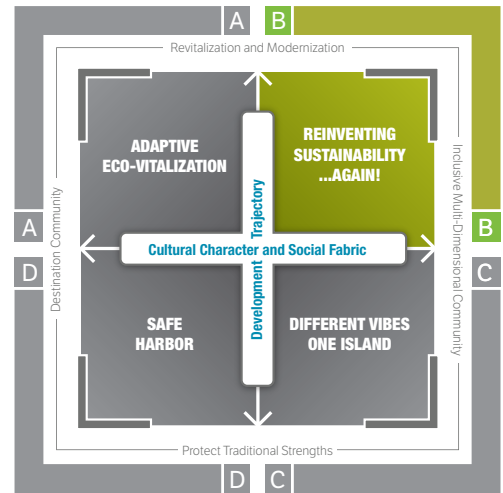 A B
Revitalization and Modernization
ADAPTIVE
ECO-VITALIZATION
REINVENTING
SUSTAINABILITY
...AGAIN!
Destination Community
Inclusive Multi-Dimensional Community
Development Trajectory
A
B
Cultural Character and Social Fabric
D
C
SAFE
HARBOR
DIFFERENT VIBES
ONE ISLAND
Protect Traditional Strengths
D C